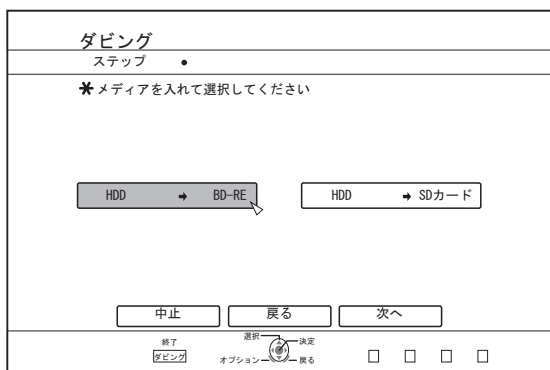 ダビング
ステップ ●
* メディアを入れて選択してください
HDD ➡ BD-RE
HDD ➡ SDカード
中止 戻る 次へ
終了 選択 決定
ダビング オプション 戻る